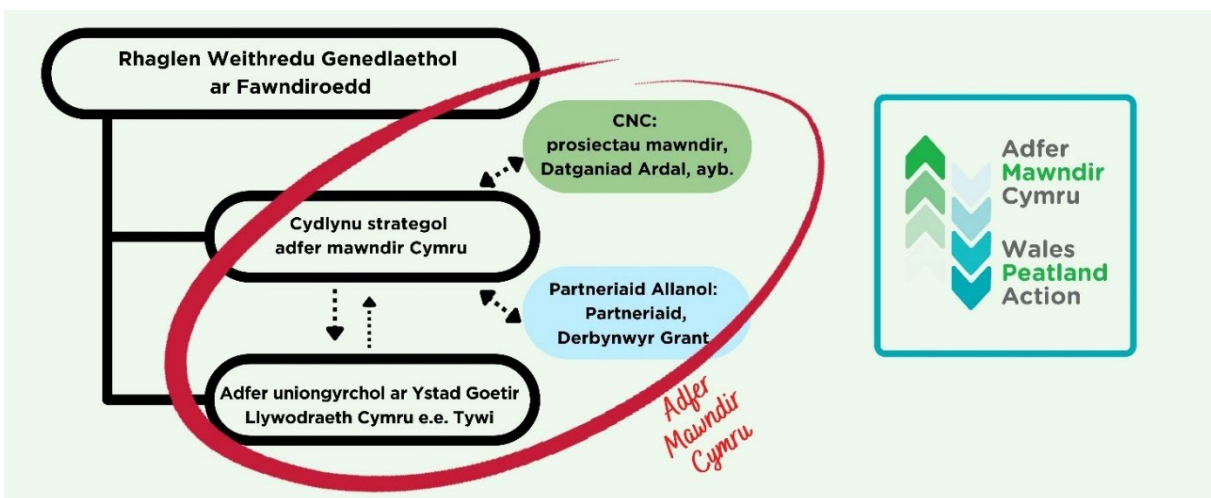 Rhaglen Weithredu Genedlaethol
ar Fawndiroedd
CNC:
prosiectau mawndir,
Datganiad Ardal, ayb.
Cydlynu strategol
adfer mawndir Cymru
Partneriaid Allanol:
Partneriaid,
Derbynwyr Grant
Adfer uniongyrchol ar Ystad Goetir
Llywodraeth Cymru e.e. Tywi
Adfer
Mawndir
Cymru
Adfer
Mawndir
Cymru
Wales
Peatland
Action